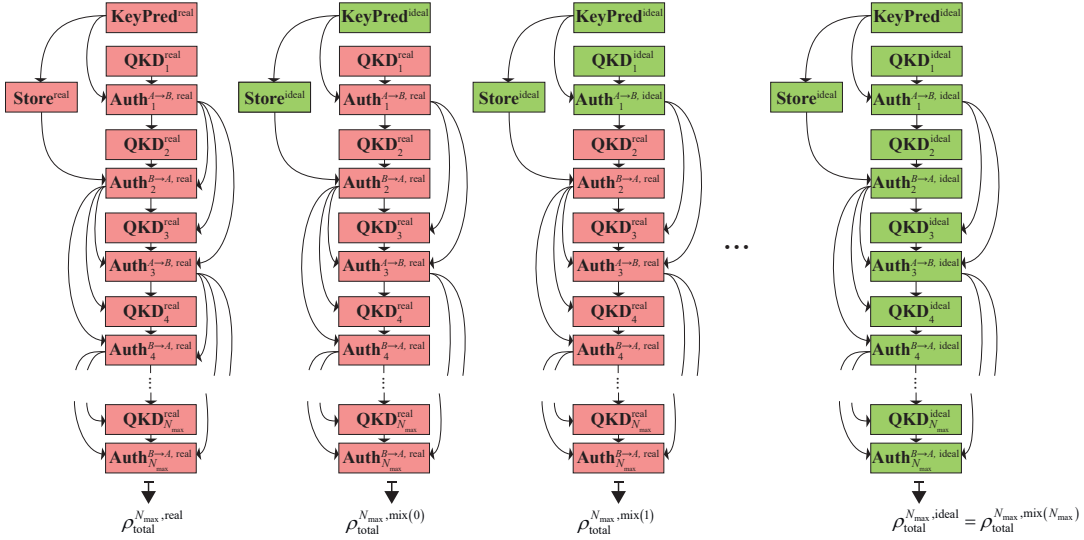 KeyPred^real
QKD_1^real
Store^real
Auth_1^{A→B, real}
QKD_2^real
Auth_2^{B→A, real}
QKD_3^real
Auth_3^{A→B, real}
QKD_4^real
Auth_4^{B→A, real}
⋮
QKD_{N_max}^real
Auth_{N_max}^{B→A, real}
ρ_total^{N_max,real}
KeyPred^ideal
QKD_1^real
Store^ideal
Auth_1^{A→B, real}
QKD_2^real
Auth_2^{B→A, real}
QKD_3^real
Auth_3^{A→B, real}
QKD_4^real
Auth_4^{B→A, real}
⋮
QKD_{N_max}^real
Auth_{N_max}^{B→A, real}
ρ_total^{N_max,mix(0)}
KeyPred^ideal
QKD_1^ideal
Store^ideal
Auth_1^{A→B, ideal}
QKD_2^real
Auth_2^{B→A, real}
QKD_3^real
Auth_3^{A→B, real}
QKD_4^real
Auth_4^{B→A, real}
⋮
QKD_{N_max}^real
Auth_{N_max}^{B→A, real}
ρ_total^{N_max,mix(1)}
...
KeyPred^ideal
QKD_1^ideal
Store^ideal
Auth_1^{A→B, ideal}
QKD_2^ideal
Auth_2^{B→A, ideal}
QKD_3^ideal
Auth_3^{A→B, ideal}
QKD_4^ideal
Auth_4^{B→A, ideal}
⋮
QKD_{N_max}^ideal
Auth_{N_max}^{B→A, ideal}
ρ_total^{N_max,ideal} = ρ_total^{N_max,mix(N_max)}